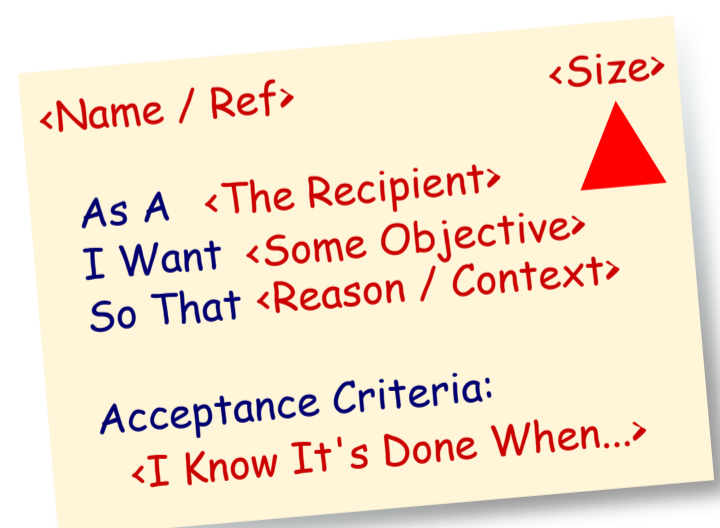 <Name / Ref>
<Size>
As A <The Recipient>
I Want <Some Objective>
So That <Reason / Context>
Acceptance Criteria:
<I Know It's Done When...>